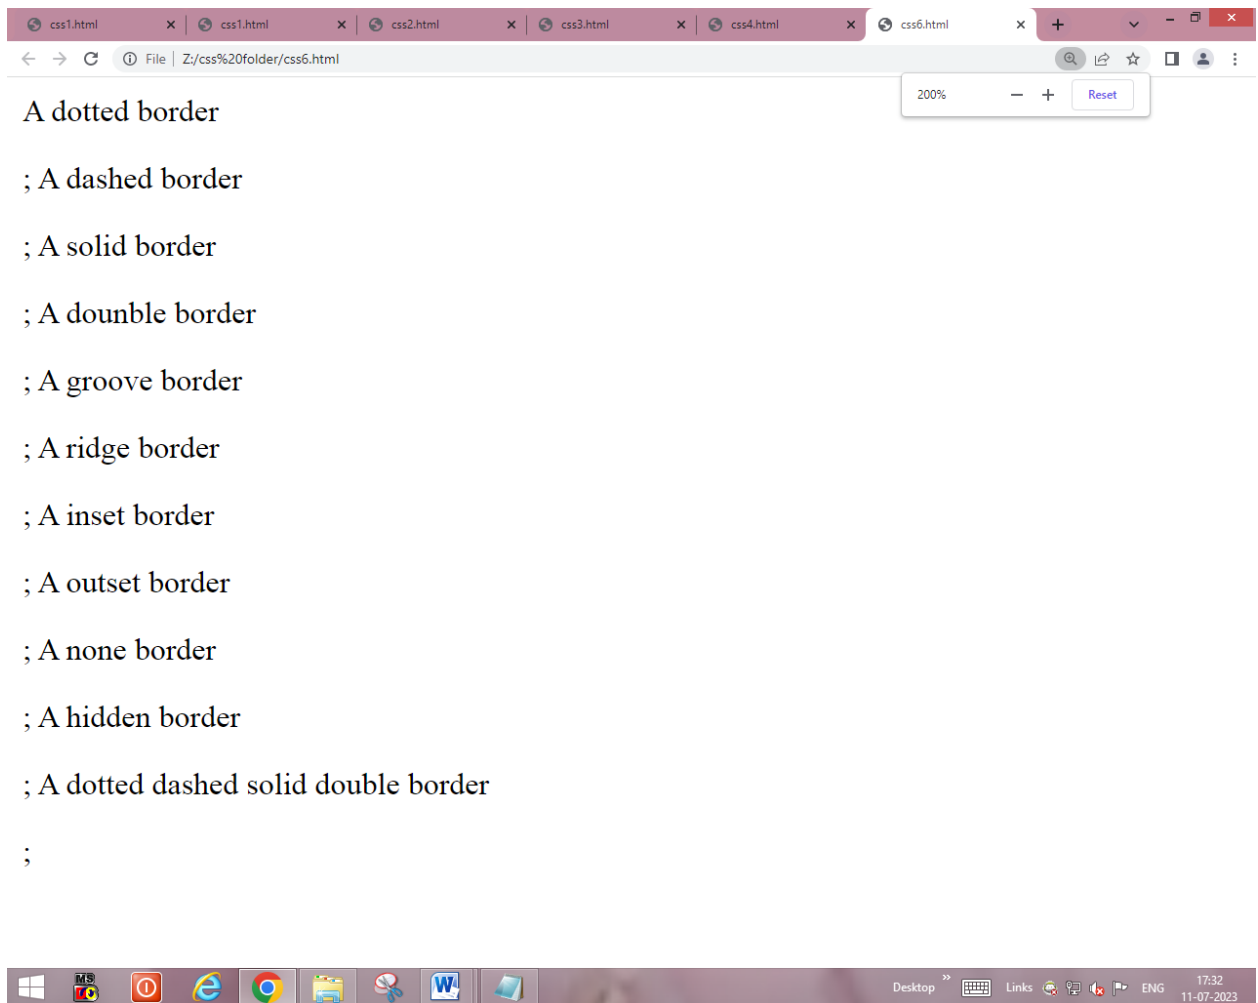 css1.html
css1.html
css2.html
css3.html
css4.html
css6.html
File
Z:/css%20folder/css6.html
200%
Reset
A dotted border
; A dashed border
; A solid border
; A dounble border
; A groove border
; A ridge border
; A inset border
; A outset border
; A none border
; A hidden border
; A dotted dashed solid double border
;
MS
Desktop
Links
ENG
17:32
11-07-2023